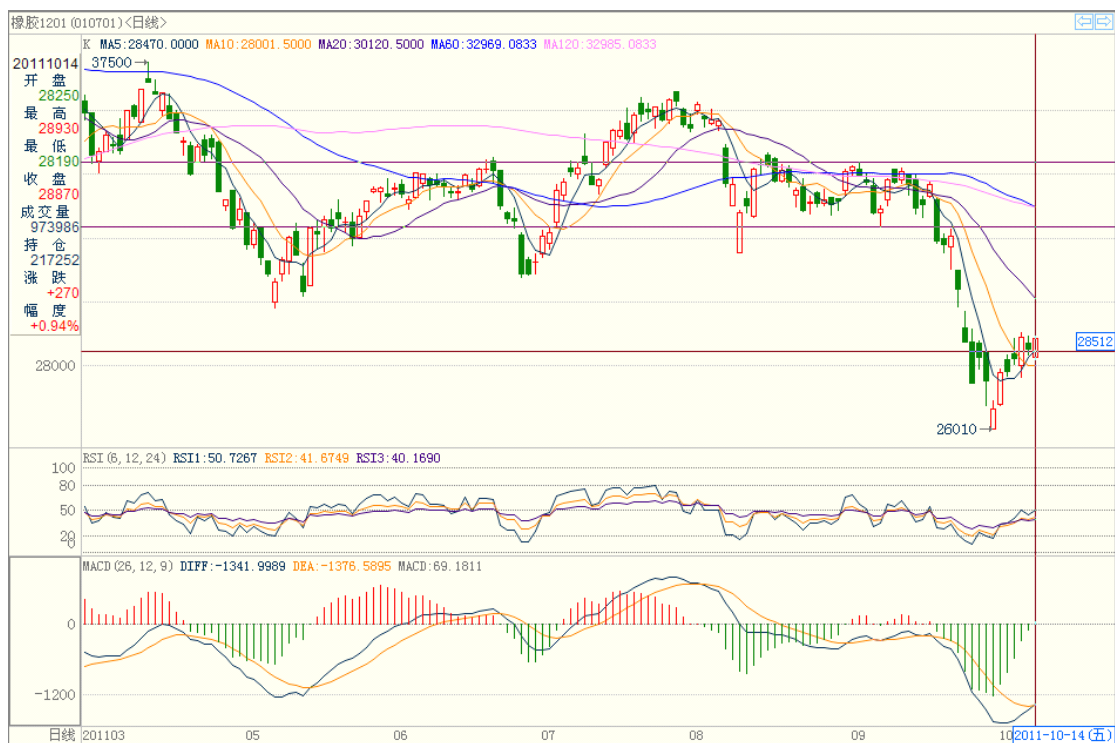 橡胶1201(010701)<日线>
K MA5:28470.0000 MA10:28001.5000 MA20:30120.5000 MA60:32969.0833 MA120:32985.0833
20111014
37500
开 盘
28250
最 高
28930
最 低
28190
收 盘
28870
成交量
973986
持 仓
217252
涨 跌
+270
幅 度
+0.94%
28512
28000
26010
RSI(6,12,24) RSI1:50.7267 RSI2:41.6749 RSI3:40.1690
100
80
50
20
0
MACD(26,12,9) DIFF:-1341.9989 DEA:-1376.5895 MACD:69.1811
0
-1200
日线 201103 05 06 07 08 09 10 2011-10-14(五)